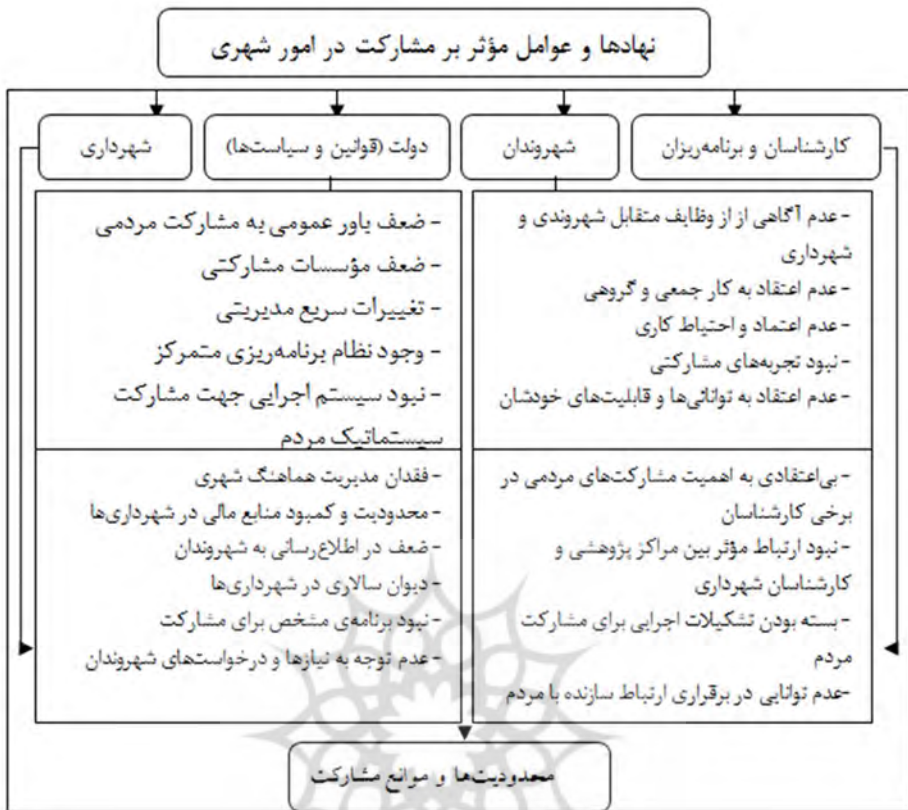 نهادها و عوامل مؤثر بر مشارکت در امور شهری
کارشناسان و برنامه‌ریزان
شهروندان
دولت (قوانین و سیاست‌ها)
شهرداری
- عدم آگاهی از از وظایف متقابل شهروندی و
شهرداری
- عدم اعتقاد به کار جمعی و گروهی
- عدم اعتماد و احتیاط کاری
- نبود تجربه‌های مشارکتی
- عدم اعتقاد به توانائی‌ها و قابلیت‌های خودشان
- ضعف باور عمومی به مشارکت مردمی
- ضعف مؤسسات مشارکتی
- تغییرات سریع مدیریتی
- وجود نظام برنامه‌ریزی متمرکز
- نبود سیستم اجرایی جهت مشارکت
سیستماتیک مردم
- بی‌اعتقادی به اهمیت مشارکت‌های مردمی در
برخی کارشناسان
- نبود ارتباط مؤثر بین مراکز پژوهشی و
کارشناسان شهرداری
- بسته بودن تشکیلات اجرایی برای مشارکت
مردم
-عدم توانایی در برقراری ارتباط سازنده با مردم
- فقدان مدیریت هماهنگ شهری
- محدودیت و کمبود منابع مالی در شهرداری‌ها
- ضعف در اطلاع‌رسانی به شهروندان
- دیوان سالاری در شهرداری‌ها
- نبود برنامه‌ی مشخص برای مشارکت
- عدم توجه به نیازها و درخواست‌های شهروندان
محدودیت‌ها و موانع مشارکت